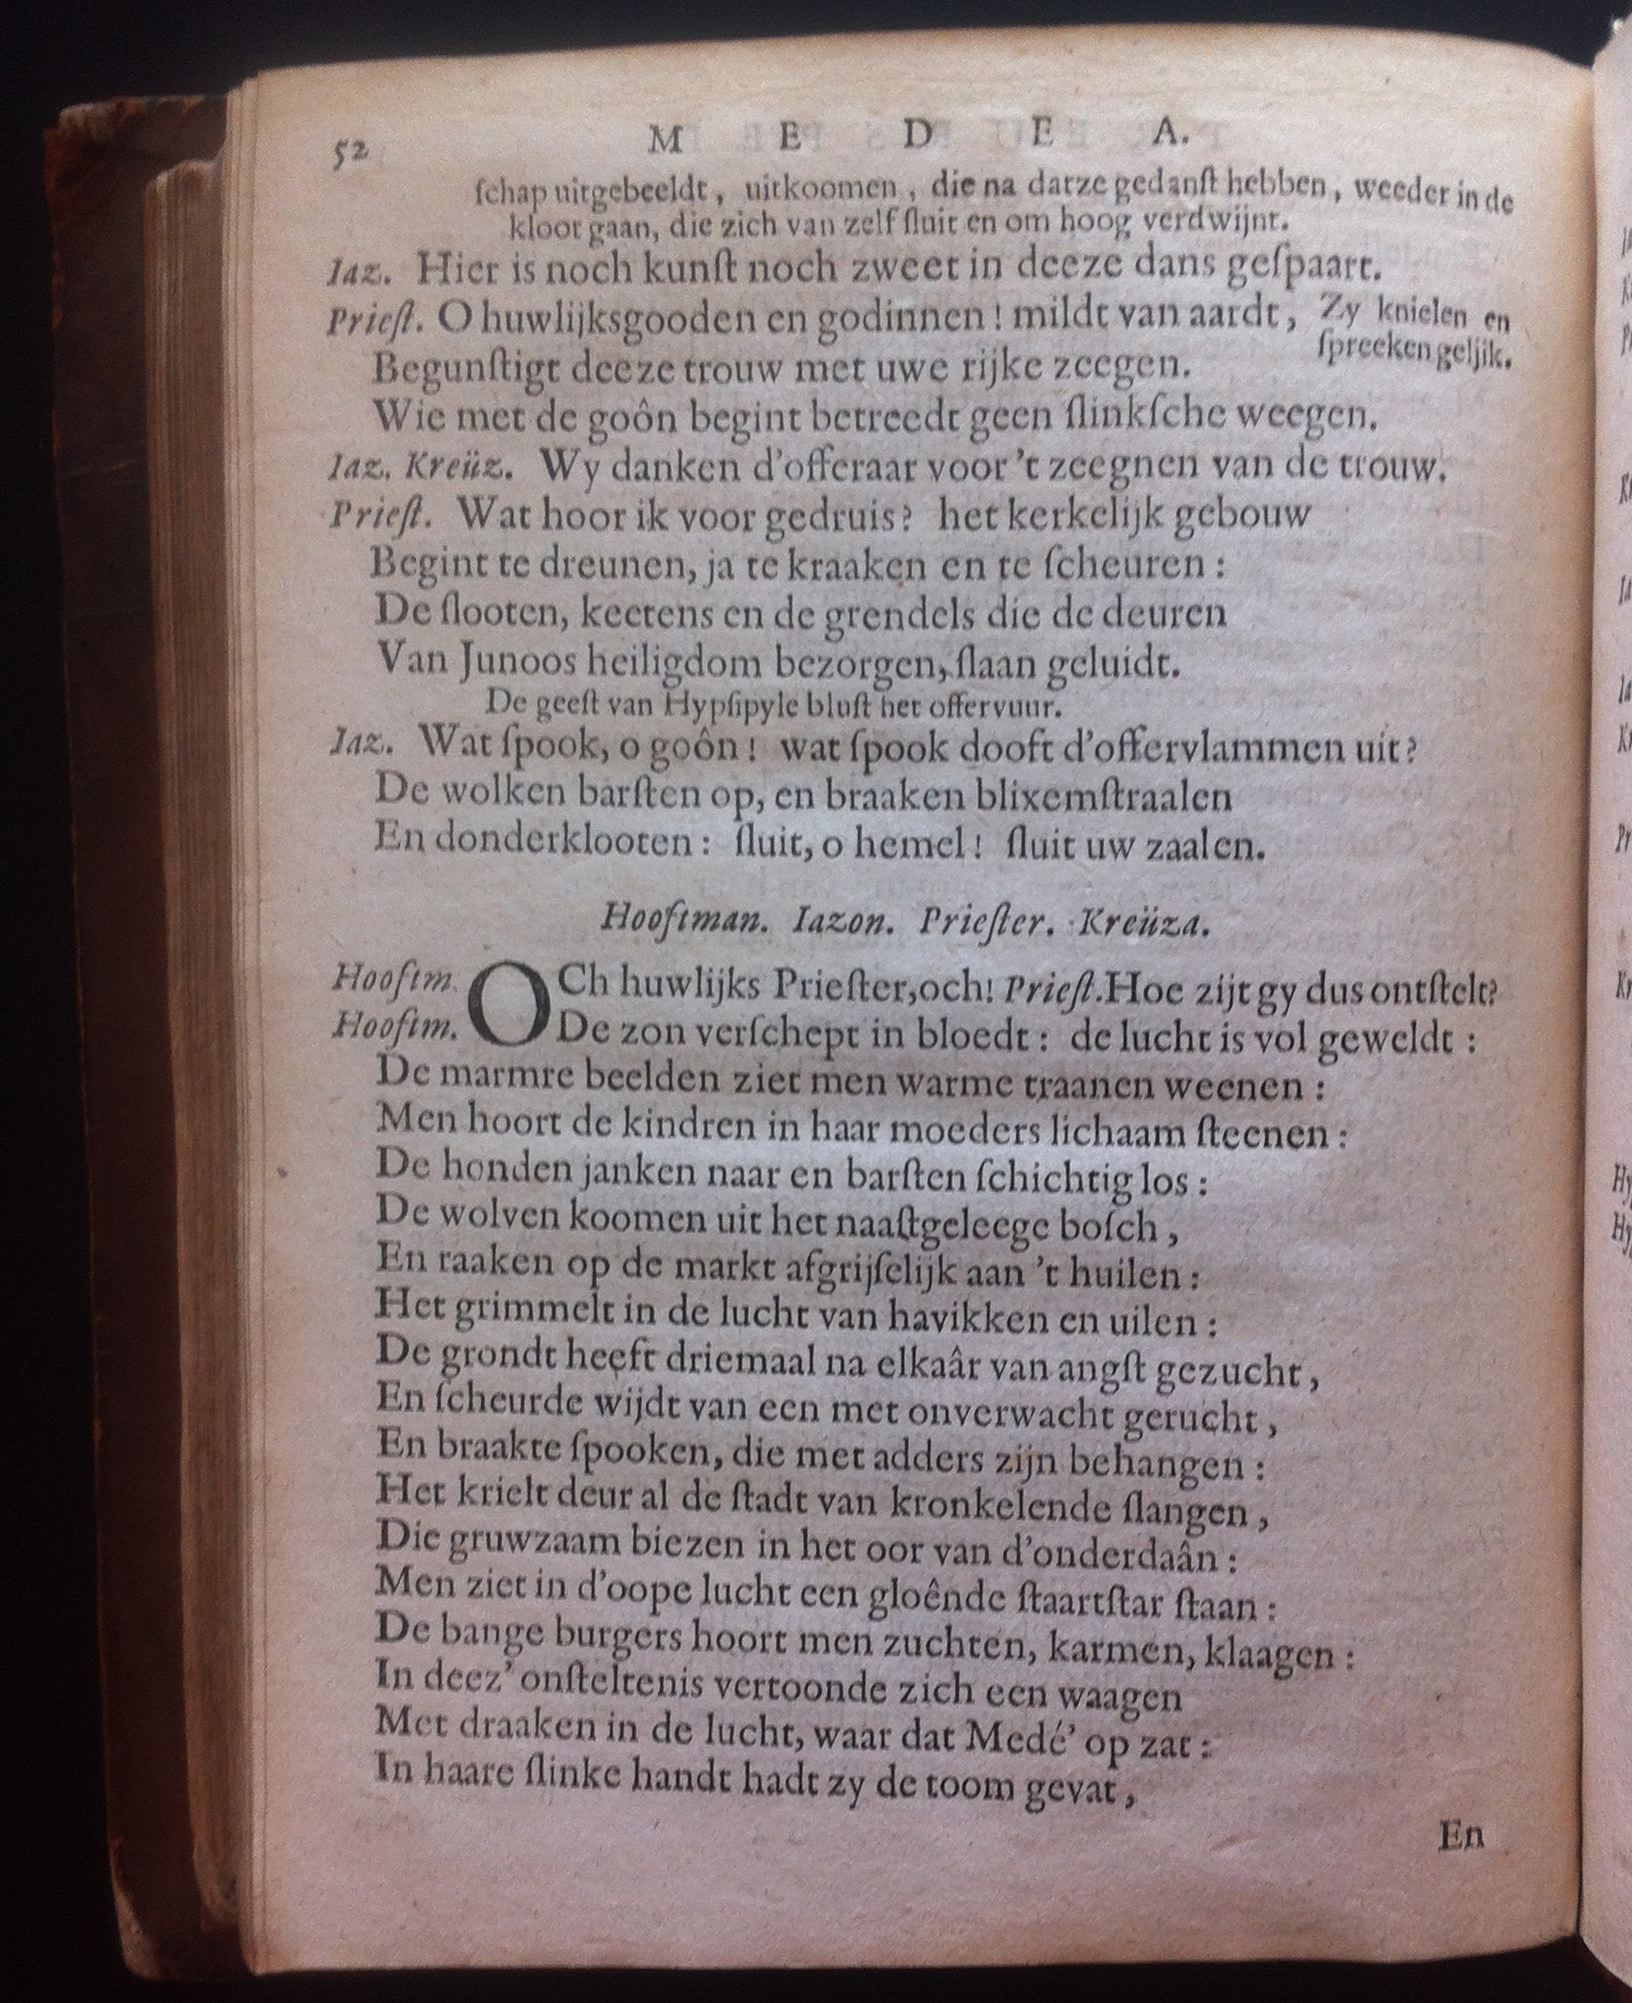 52 M E D E A.
ſchap uitgebeeldt, uitkoomen, die na datze gedanſt hebben, weeder in de
kloot gaan, die zich van zelf ſluit en om hoog verdwijnt.
Iaz. Hier is noch kunſt noch zweet in deeze dans geſpaart.
Prieſt. O huwlijksgooden en godinnen! mildt van aardt, Zy knielen en
ſpreeken geljik.
Begunſtigt deeze trouw met uwe rijke zeegen.
Wie met de goôn begint betreedt geen ſlinkſche weegen.
Iaz. Kreüz. Wy danken d'offeraar voor 't zeegnen van de trouw.
Prieſt. Wat hoor ik voor gedruis? het kerkelijk gebouw
Begint te dreunen, ja te kraaken en te ſcheuren:
De ſlooten, keetens en de grendels die de deuren
Van Junoos heiligdom bezorgen, ſlaan geluidt.
De geeſt van Hypſipyle bluſt het offervuur.
Iaz. Wat ſpook, o goôn! wat ſpook dooft d'offervlammen uit?
De wolken barſten op, en braaken blixemſtraalen
En donderklooten: ſluit, o hemel! ſluit uw zaalen.
Hooftman. Iazon. Prieſter. Kreüza.
Hooftm. OCh huwlijks Prieſter, och! Prieſt. Hoe zijt gy dus ontſtelt?
Hooftm. De zon verſchept in bloedt: de lucht is vol geweldt:
De marmre beelden ziet men warme traanen weenen:
Men hoort de kindren in haar moeders lichaam ſteenen:
De honden janken naar en barſten ſchichtig los:
De wolven koomen uit het naaſtgeleege boſch,
En raaken op de markt afgrijſelijk aan 't huilen:
Het grimmelt in de lucht van havikken en uilen:
De grondt heeft driemaal na elkaâr van angſt gezucht,
En ſcheurde wijdt van een met onverwacht gerucht,
En braakte ſpooken, die met adders zijn behangen:
Het krielt deur al de ſtadt van kronkelende ſlangen,
Die gruwzaam biezen in het oor van d'onderdaân:
Men ziet in d'oope lucht een gloênde ſtaartſtar ſtaan:
De bange burgers hoort men zuchten, karmen, klaagen:
In deez' onſteltenis vertoonde zich een waagen
Met draaken in de lucht, waar dat Medé' op zat:
In haare ſlinke handt hadt zy de toom gevat,
En